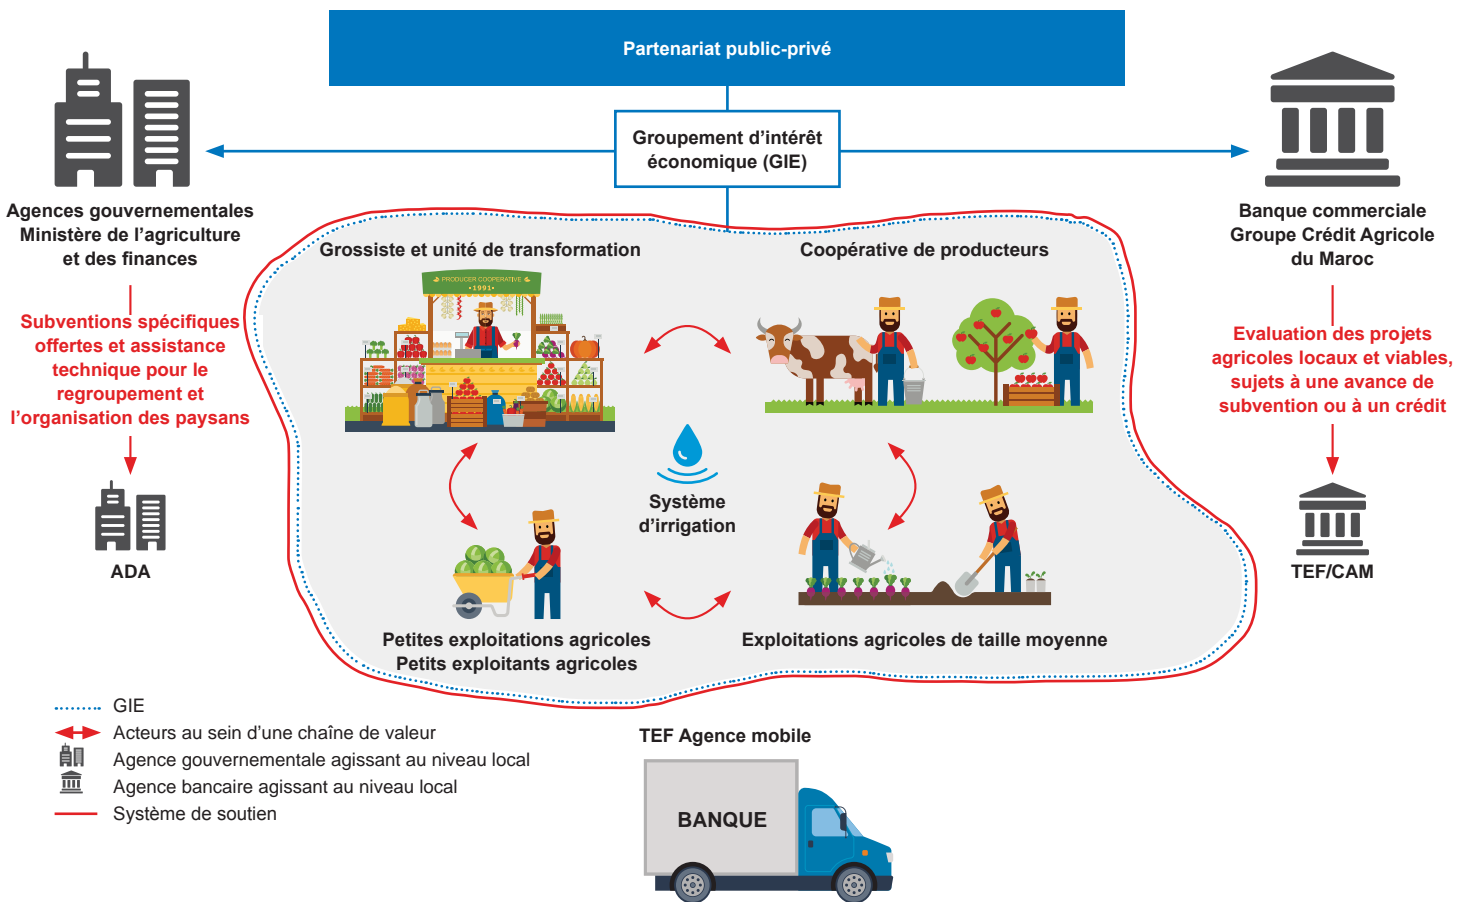 Partenariat public-privé
Groupement d’intérêt
économique (GIE)
Agences gouvernementales
Ministère de l’agriculture
et des finances
Subventions spécifiques
offertes et assistance
technique pour le
regroupement et
l’organisation des paysans
ADA
Banque commerciale
Groupe Crédit Agricole
du Maroc
Evaluation des projets
agricoles locaux et viables,
sujets à une avance de
subvention ou à un crédit
TEF/CAM
Grossiste et unité de transformation
PRODUCER COOPERATIVE
•1991•
Coopérative de producteurs
Système
d’irrigation
Petites exploitations agricoles
Petits exploitants agricoles
Exploitations agricoles de taille moyenne
GIE
Acteurs au sein d’une chaîne de valeur
Agence gouvernementale agissant au niveau local
Agence bancaire agissant au niveau local
Système de soutien
TEF Agence mobile
BANQUE